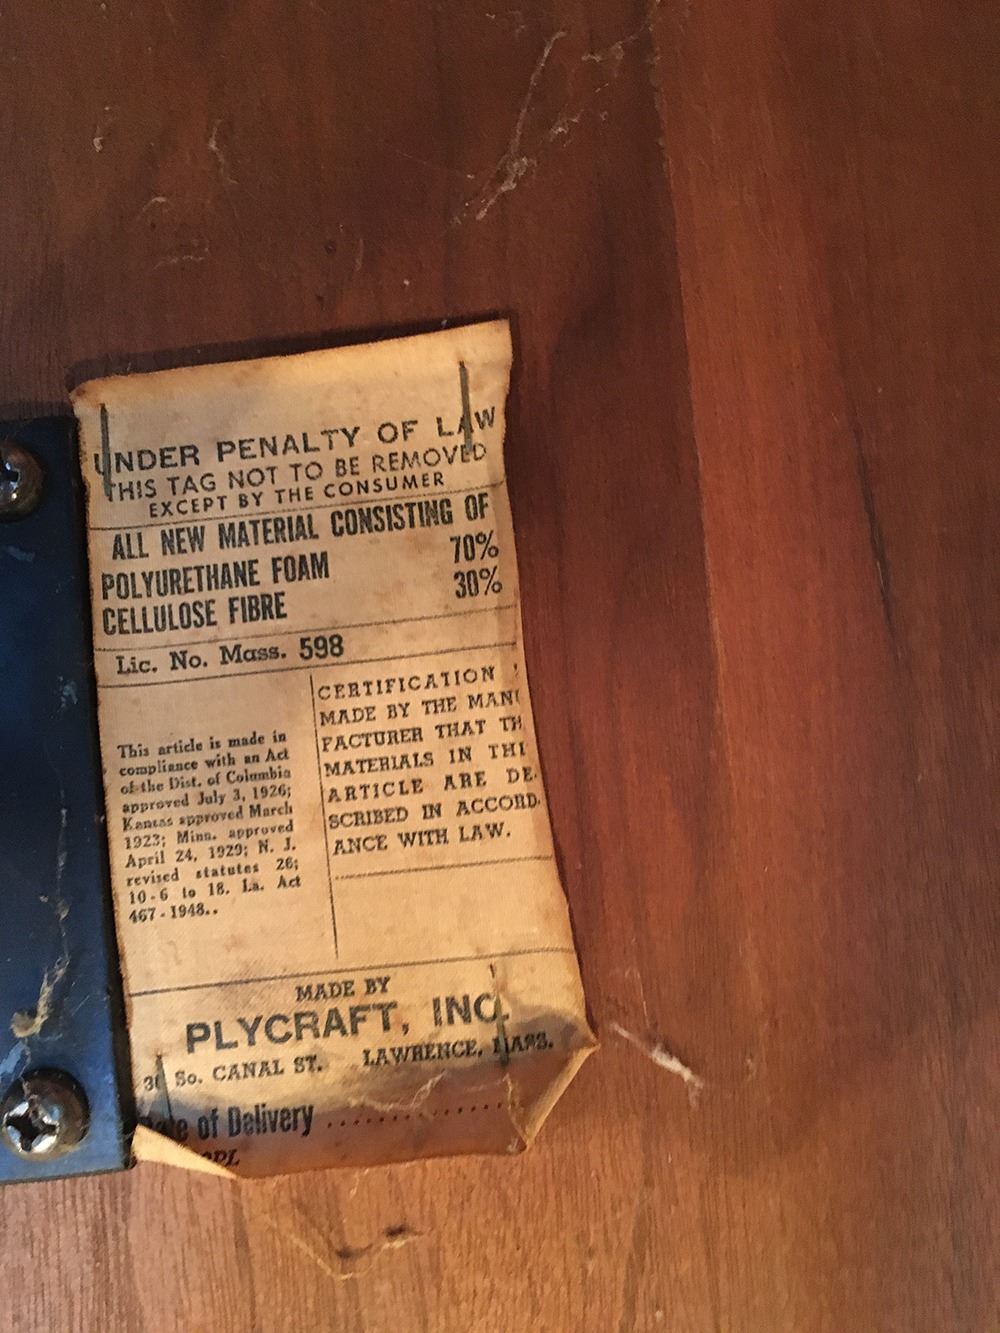 UNDER PENALTY OF LAW
THIS TAG NOT TO BE REMOVED
EXCEPT BY THE CONSUMER
ALL NEW MATERIAL CONSISTING OF
POLYURETHANE FOAM 70%
CELLULOSE FIBRE 30%
Lic. No. Mass. 598
This article is made in
compliance with an Act
of the Dist. of Columbia
approved July 3, 1926;
Kansas approved March
1923; Minn. approved
April 24, 1929; N. J.
revised statutes 26;
10-6 to 18. La. Act
467-1948..
CERTIFICATION
MADE BY THE MANU
FACTURER THAT TH
MATERIALS IN THI
ARTICLE ARE DE-
SCRIBED IN ACCORD-
ANCE WITH LAW.
MADE BY
PLYCRAFT, INC.
So. CANAL ST. LAWRENCE, MASS.
Date of Delivery ..............